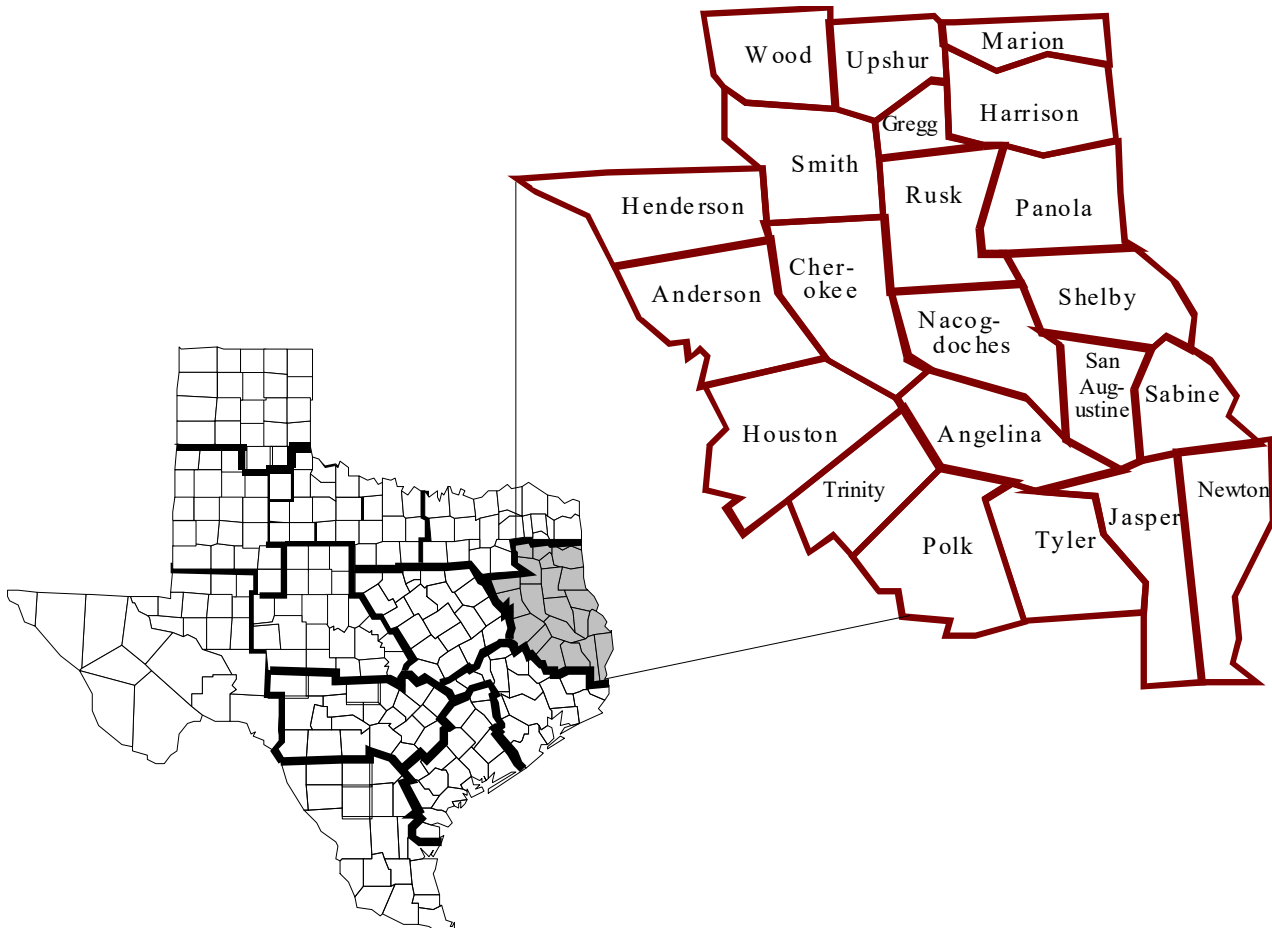 Wood
Upshur
Marion
Gregg
Harrison
Smith
Henderson
Rusk
Panola
Anderson
Cher-
okee
Shelby
Nacog-
doches
San
Aug-
ustine
Sabine
Houston
Angelina
Trinity
Newton
Jasper
Polk
Tyler